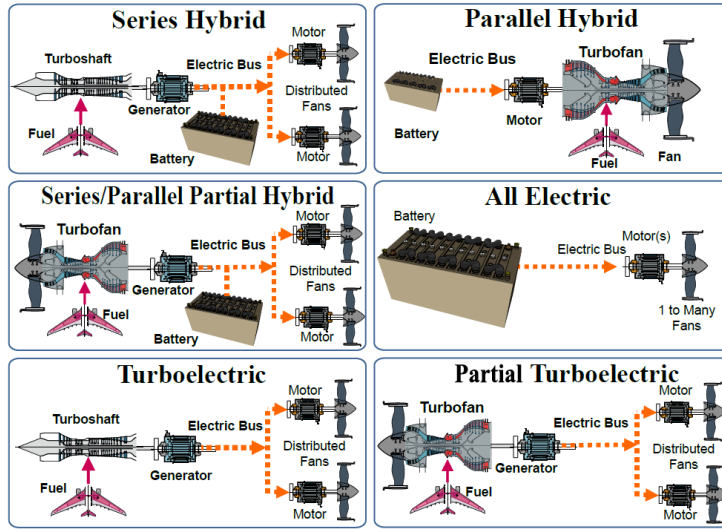 Series Hybrid
Turboshaft
Fuel
Generator
Electric Bus
Battery
Motor
Distributed
Fans
Motor
Parallel Hybrid
Electric Bus
Battery
Motor
Turbofan
Fuel
Fan
Series/Parallel Partial Hybrid
Turbofan
Fuel
Generator
Electric Bus
Battery
Motor
Distributed
Fans
Motor
All Electric
Battery
Electric Bus
Motor(s)
1 to Many
Fans
Turboelectric
Turboshaft
Fuel
Generator
Electric Bus
Motor
Distributed
Fans
Motor
Partial Turboelectric
Turbofan
Fuel
Generator
Electric Bus
Motor
Distributed
Fans
Motor